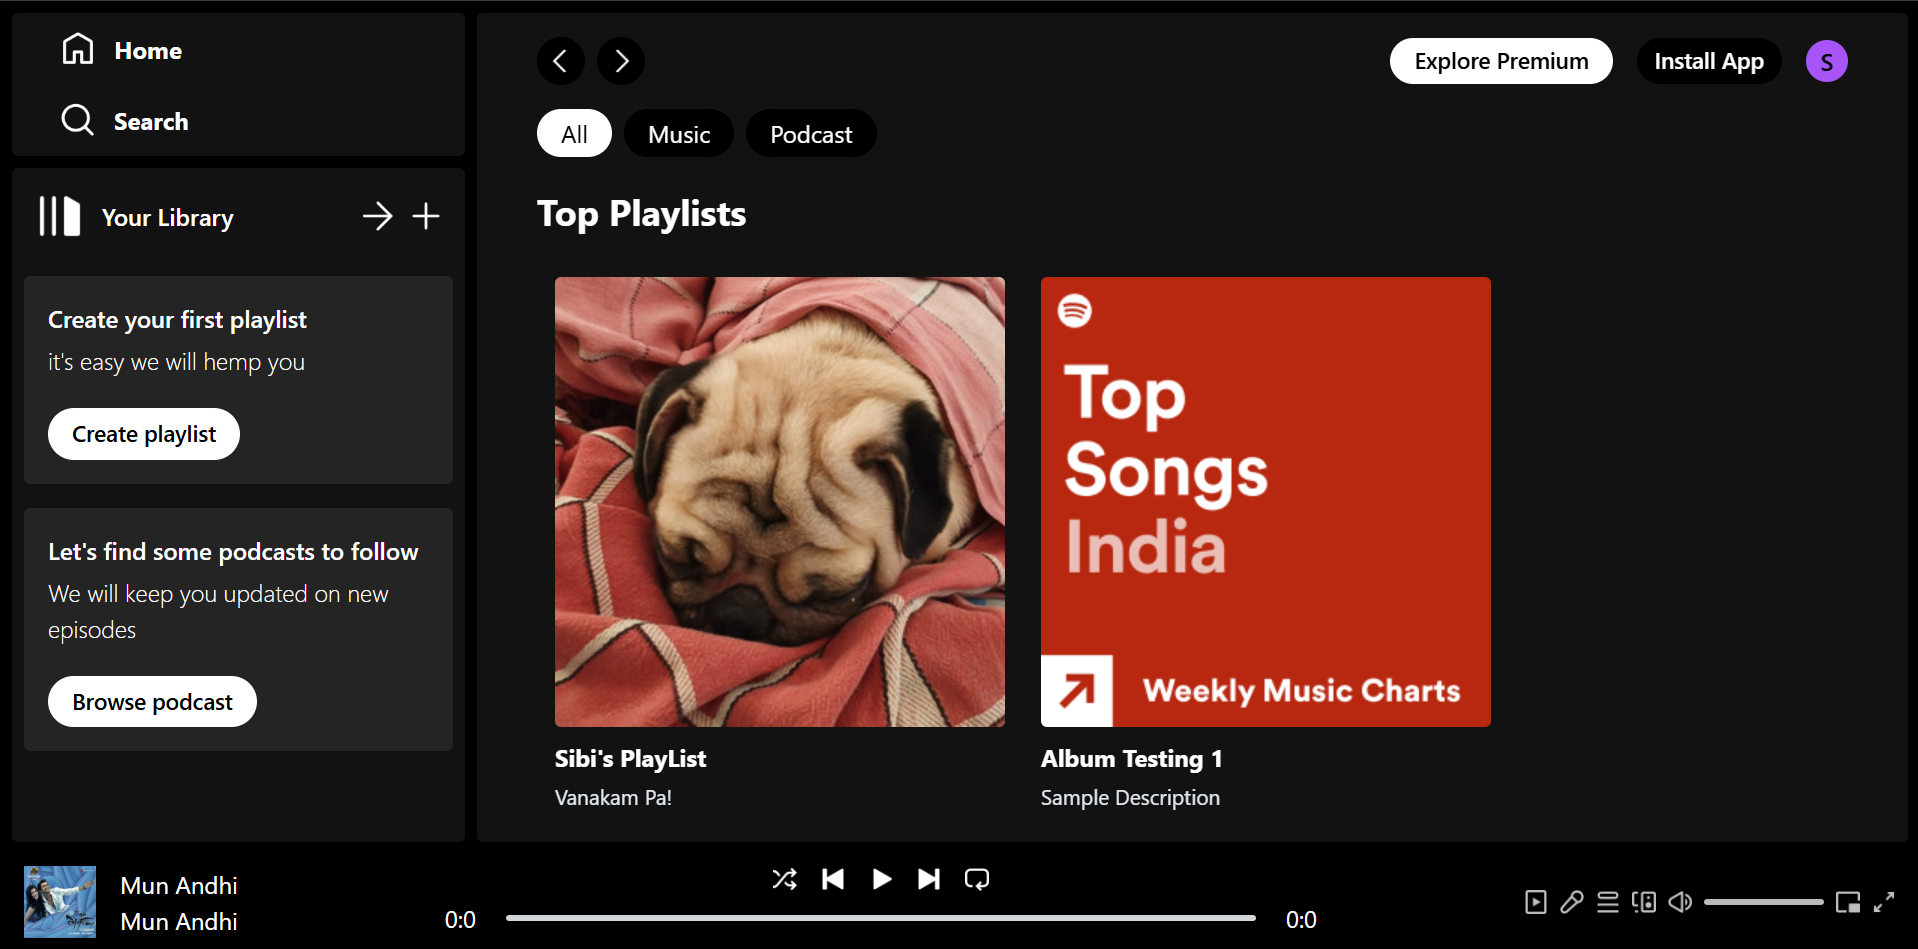 Home
Search
Your Library
Create your first playlist
it's easy we will hemp you
Create playlist
Let's find some podcasts to follow
We will keep you updated on new
episodes
Browse podcast
Explore Premium
Install App
S
All
Music
Podcast
Top Playlists
Top
Songs
India
Weekly Music Charts
Sibi's PlayList
Vanakam Pa!
Album Testing 1
Sample Description
Mun Andhi
Mun Andhi
0:0
0:0